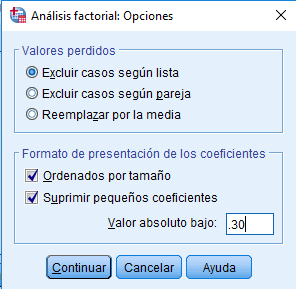 Análisis factorial: Opciones
Valores perdidos
Excluir casos según lista
Excluir casos según pareja
Reemplazar por la media
Formato de presentación de los coeficientes
Ordenados por tamaño
Suprimir pequeños coeficientes
Valor absoluto bajo: .30
Continuar Cancelar Ayuda